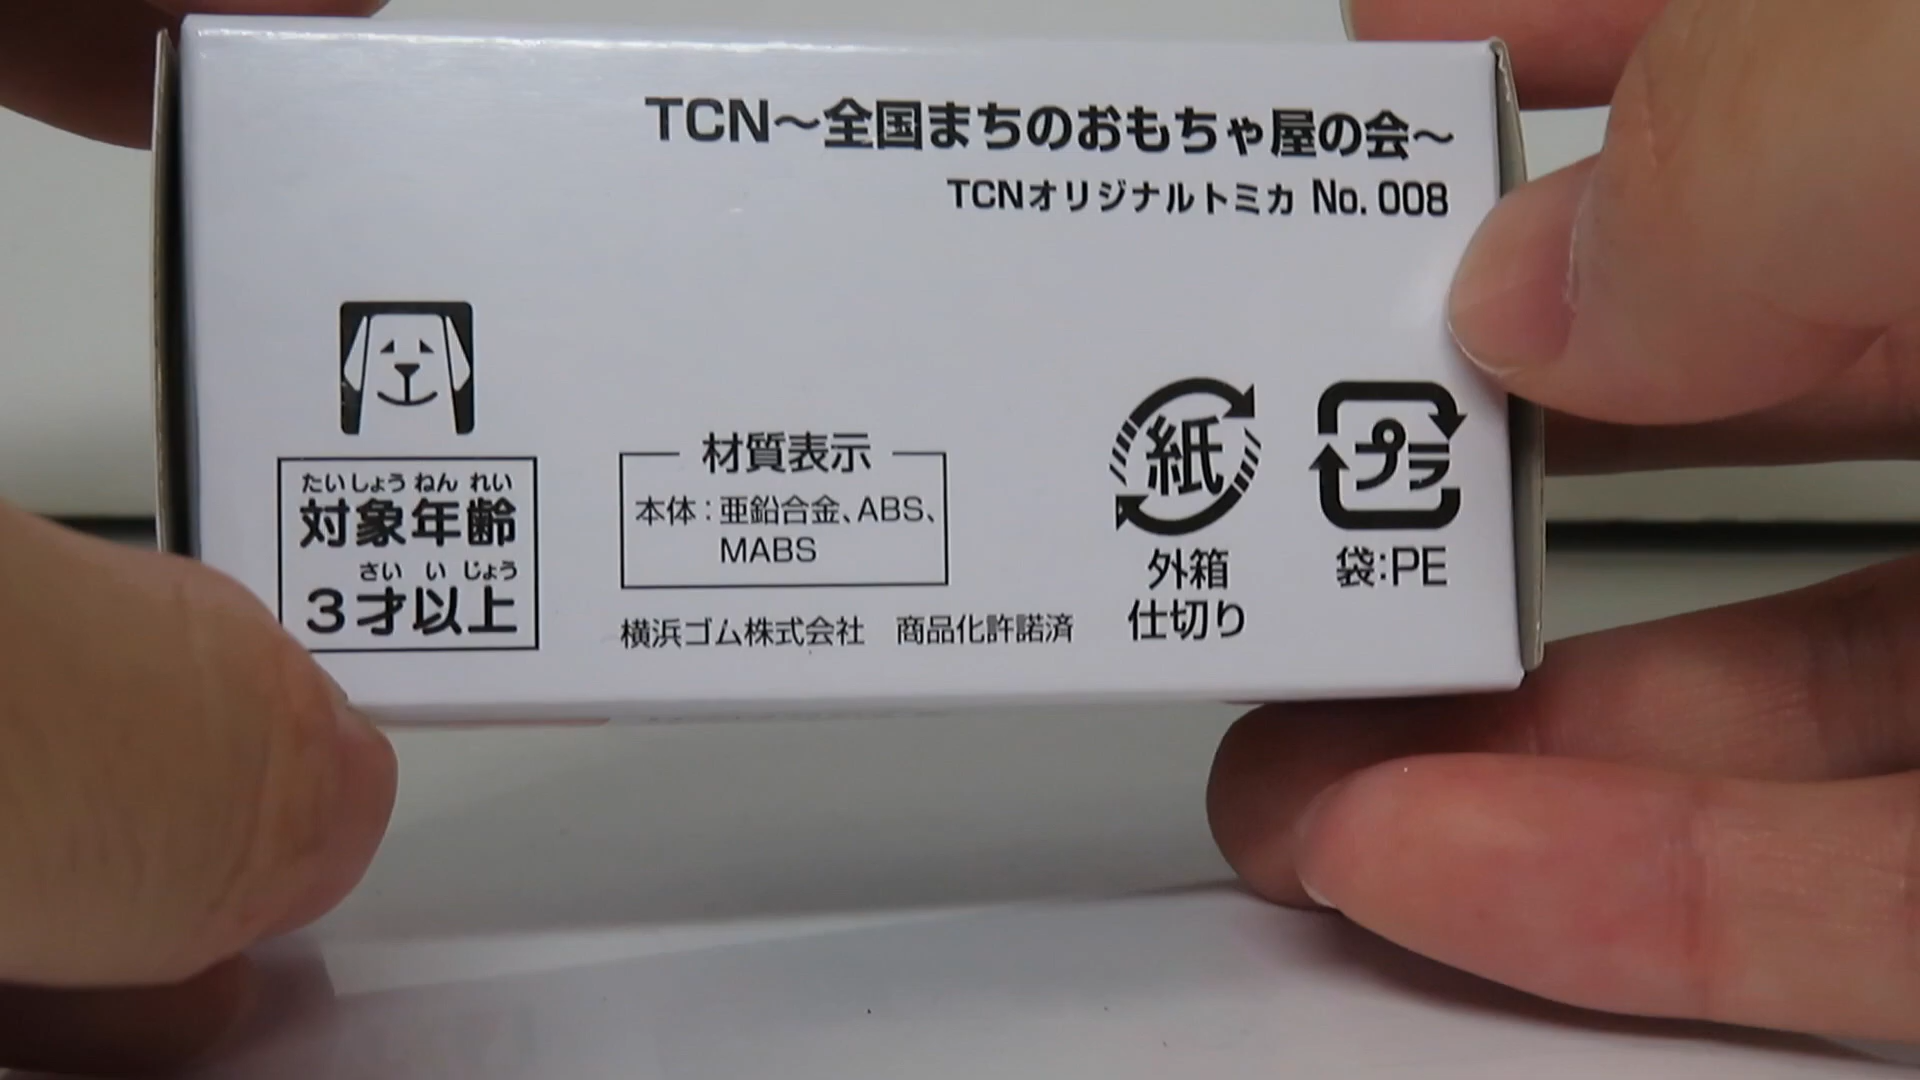 TCN～全国まちのおもちゃ屋の会～
TCNオリジナルトミカ No. 008
たいしょう ねん れい
対象年齢
さい い じょう
3才以上
材質表示
本体：亜鉛合金、ABS、
MABS
横浜ゴム株式会社 商品化許諾済
紙
外箱
仕切り
プラ
袋：PE